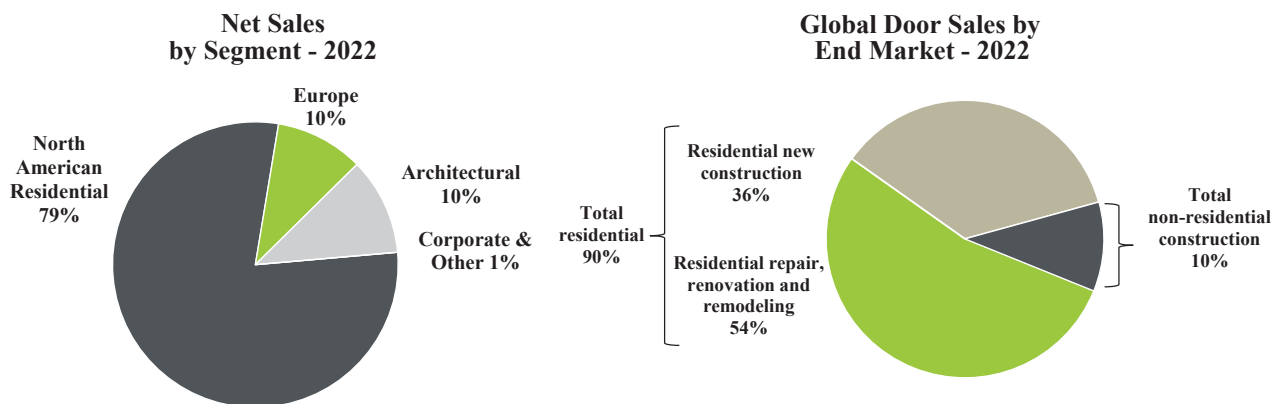 Net Sales
by Segment - 2022
Europe
10%
North
American
Residential
79%
Architectural
10%
Corporate &
Other 1%
Global Door Sales by
End Market - 2022
Total
residential
90%
Residential new
construction
36%
Residential repair,
renovation and
remodeling
54%
Total
non-residential
construction
10%